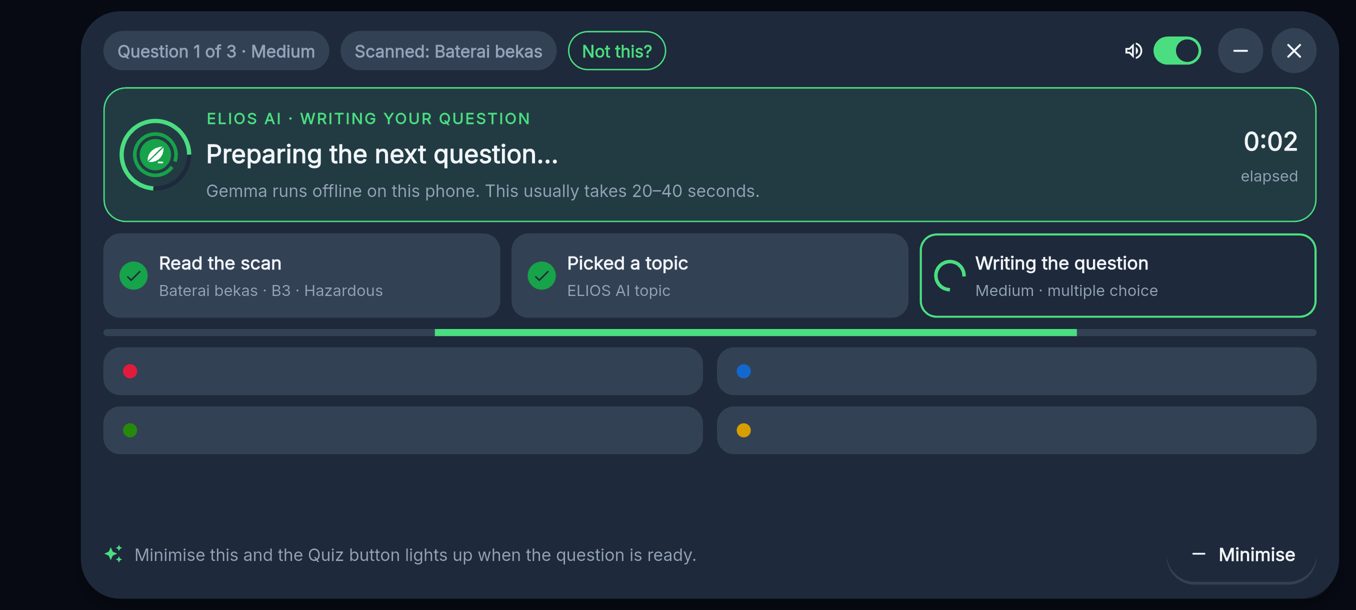 Question 1 of 3 · Medium
Scanned: Baterai bekas
Not this?
ELIOS AI · WRITING YOUR QUESTION
Preparing the next question...
Gemma runs offline on this phone. This usually takes 20–40 seconds.
0:02
elapsed
Read the scan
Baterai bekas · B3 · Hazardous
Picked a topic
ELIOS AI topic
Writing the question
Medium · multiple choice
Minimise this and the Quiz button lights up when the question is ready.
Minimise